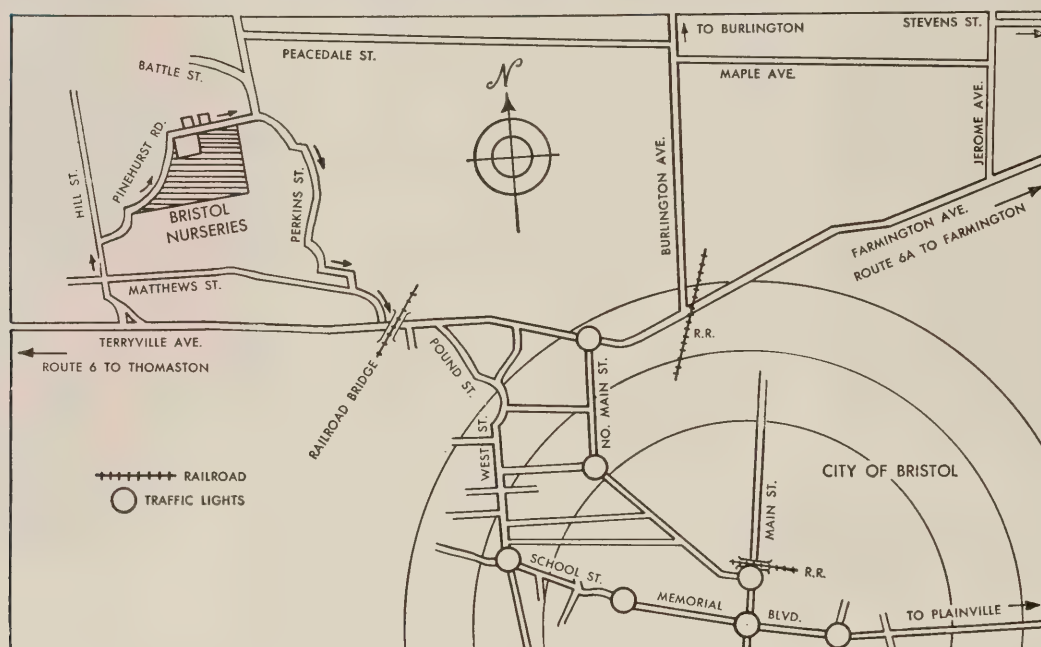 STEVENS ST.
TO BURLINGTON
PEACEDALE ST.
BATTLE ST.
MAPLE AVE.
N
JEROME AVE.
PINEHURST RD.
HILL ST.
BRISTOL
NURSERIES
PERKINS ST.
BURLINGTON AVE.
FARMINGTON AVE.
ROUTE 6A TO FARMINGTON
MATTHEWS ST.
TERRYVILLE AVE.
ROUTE 6 TO THOMASTON
R.R.
POUND ST.
RAILROAD BRIDGE
NO. MAIN ST.
WEST ST.
CITY OF BRISTOL
RAILROAD
TRAFFIC LIGHTS
MAIN ST.
R.R.
SCHOOL ST.
MEMORIAL BLVD.
TO PLAINVILLE